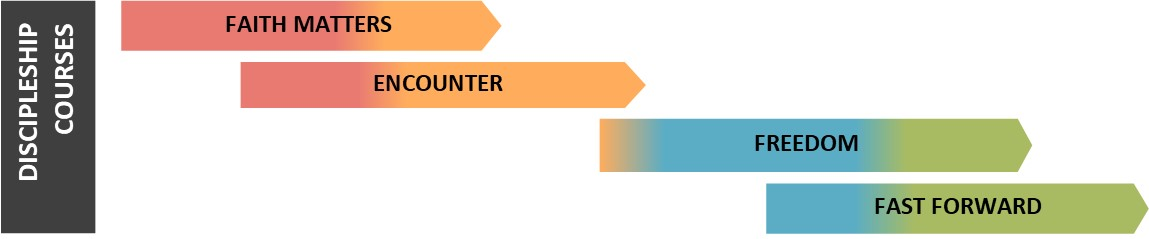 DISCIPLESHIP
COURSES
FAITH MATTERS
ENCOUNTER
FREEDOM
FAST FORWARD